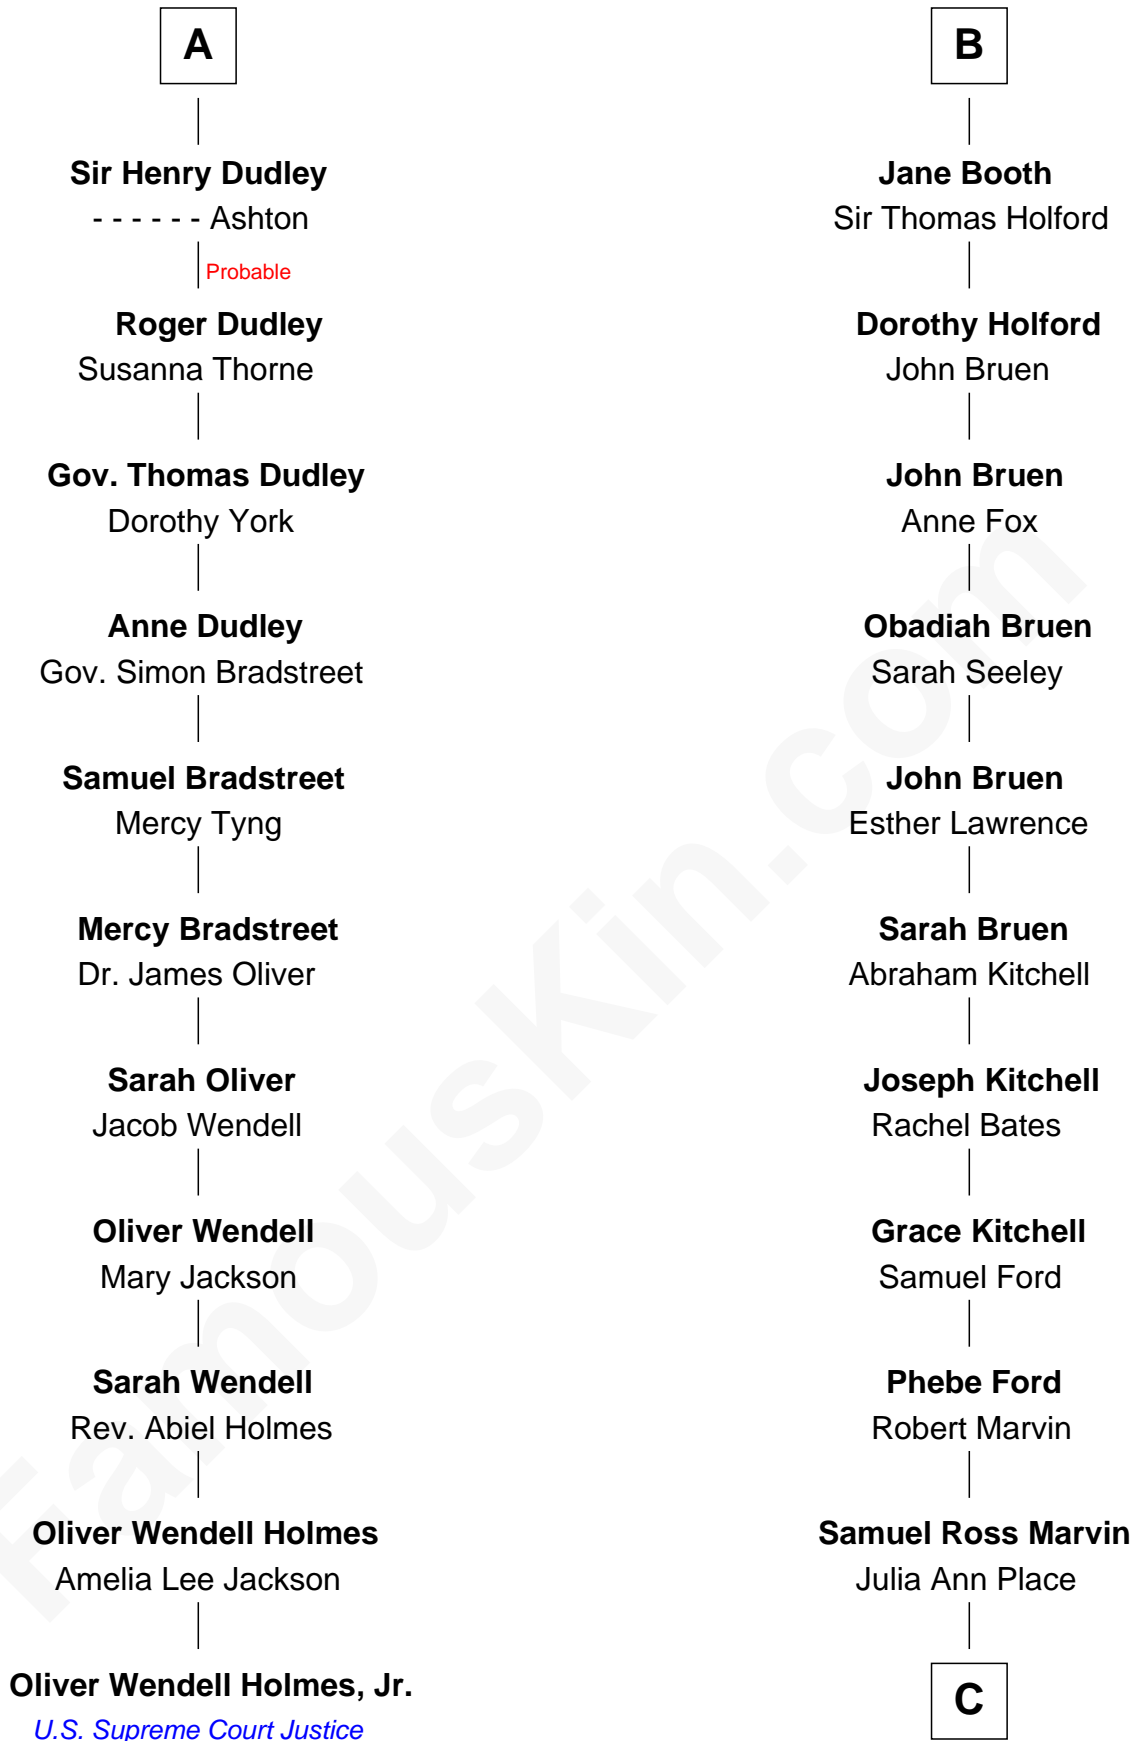 A
Sir Henry Dudley
- - - - - - Ashton
Probable
Roger Dudley
Susanna Thorne
Gov. Thomas Dudley
Dorothy York
Anne Dudley
Gov. Simon Bradstreet
Samuel Bradstreet
Mercy Tyng
Mercy Bradstreet
Dr. James Oliver
Sarah Oliver
Jacob Wendell
Oliver Wendell
Mary Jackson
Sarah Wendell
Rev. Abiel Holmes
Oliver Wendell Holmes
Amelia Lee Jackson
Oliver Wendell Holmes, Jr.
U.S. Supreme Court Justice
B
Jane Booth
Sir Thomas Holford
Dorothy Holford
John Bruen
John Bruen
Anne Fox
Obadiah Bruen
Sarah Seeley
John Bruen
Esther Lawrence
Sarah Bruen
Abraham Kitchell
Joseph Kitchell
Rachel Bates
Grace Kitchell
Samuel Ford
Phebe Ford
Robert Marvin
Samuel Ross Marvin
Julia Ann Place
C
FamousKin.com